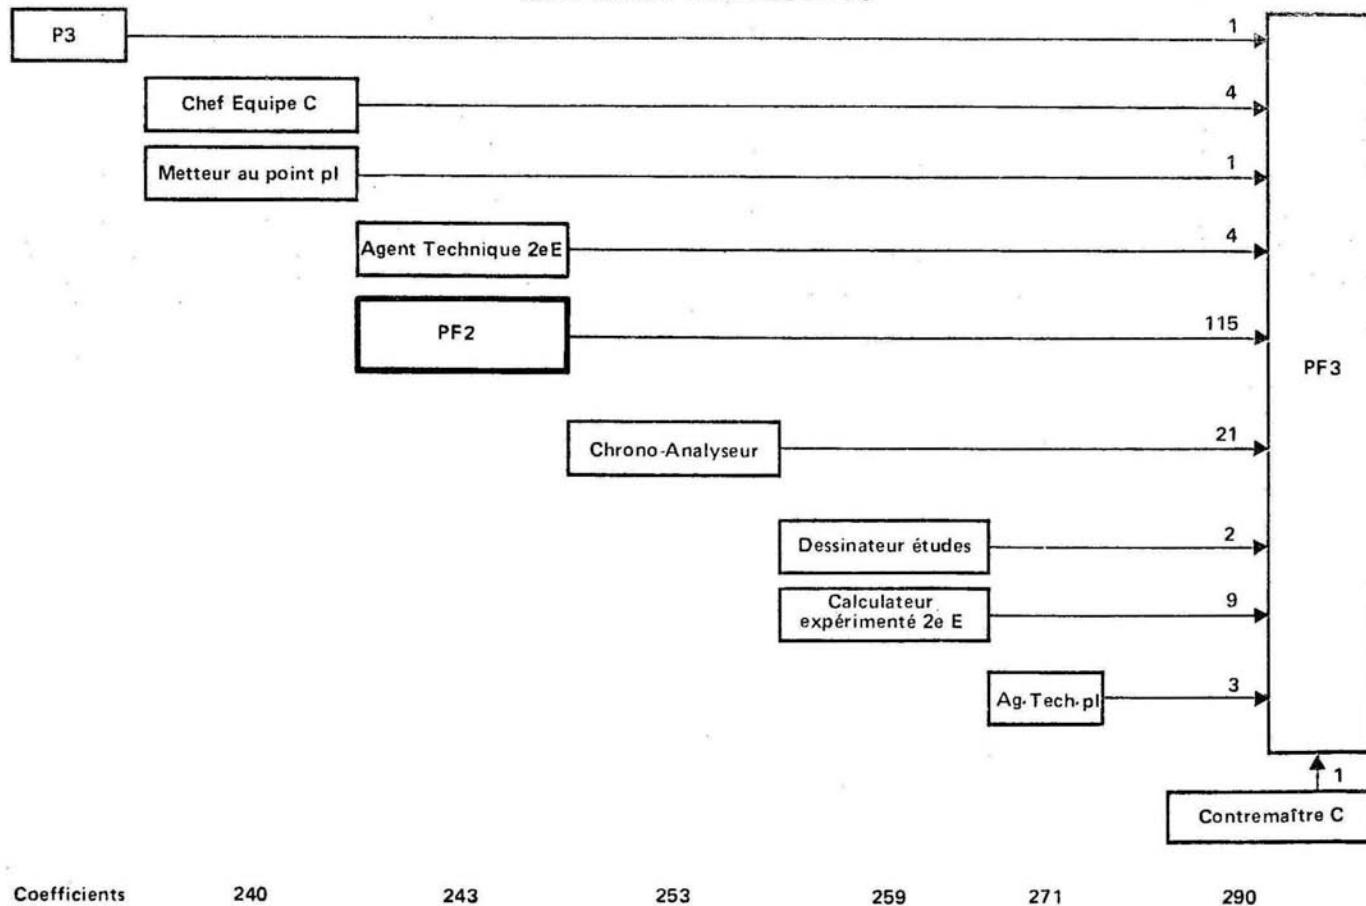 P3
1
Chef Equipe C
4
Metteur au point pl
1
Agent Technique 2eE
4
PF2
115
PF3
Chrono-Analyseur
21
Dessinateur études
2
Calculateur
expérimenté 2e E
9
Ag.Tech.pl
3
1
Contremaître C
Coefficients 240 243 253 259 271 290